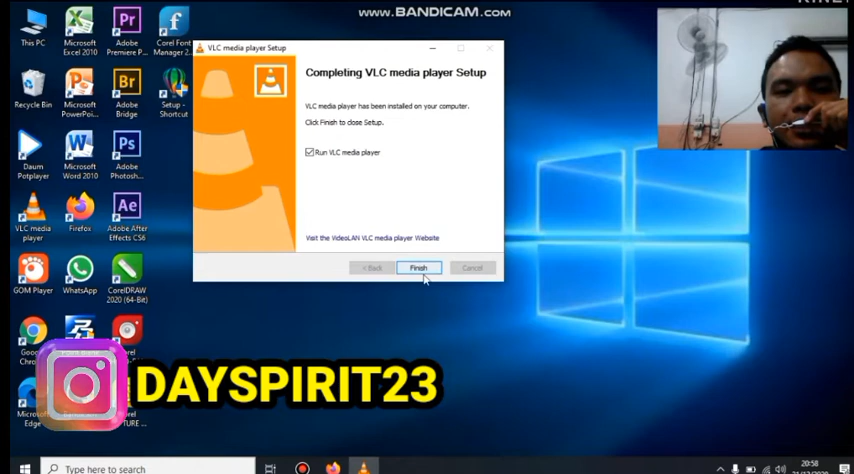 WWW.BANDICAM.COM
This PC
Microsoft
Excel 2010
Adobe
Premiere P...
Corel Font
Manager 2...
Recycle Bin
Microsoft
PowerPoint...
Adobe
Bridge
Setup -
Shortcut
Daum
Potplayer
Microsoft
Word 2010
Adobe
Photosh...
VLC media
player
Firefox
Adobe After
Effects CS6
GOM Player
WhatsApp
CorelDRAW
2020 (64-Bit)
Microsoft
Edge
VLC media player Setup
Completing VLC media player Setup
VLC media player has been installed on your computer.
Click Finish to close Setup.
Run VLC media player
Visit the VideoLAN VLC media player Website
< Back
Finish
Cancel
DAYSPIRIT23
Type here to search
20:58